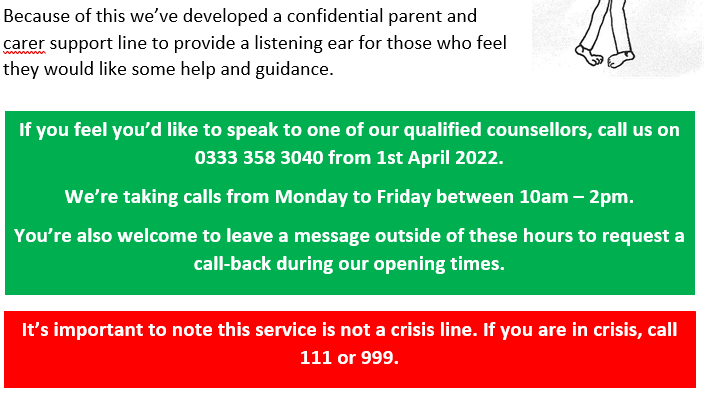 Because of this we’ve developed a confidential parent and
carer support line to provide a listening ear for those who feel
they would like some help and guidance.
If you feel you’d like to speak to one of our qualified counsellors, call us on
0333 358 3040 from 1st April 2022.
We’re taking calls from Monday to Friday between 10am – 2pm.
You’re also welcome to leave a message outside of these hours to request a
call-back during our opening times.
It’s important to note this service is not a crisis line. If you are in crisis, call
111 or 999.